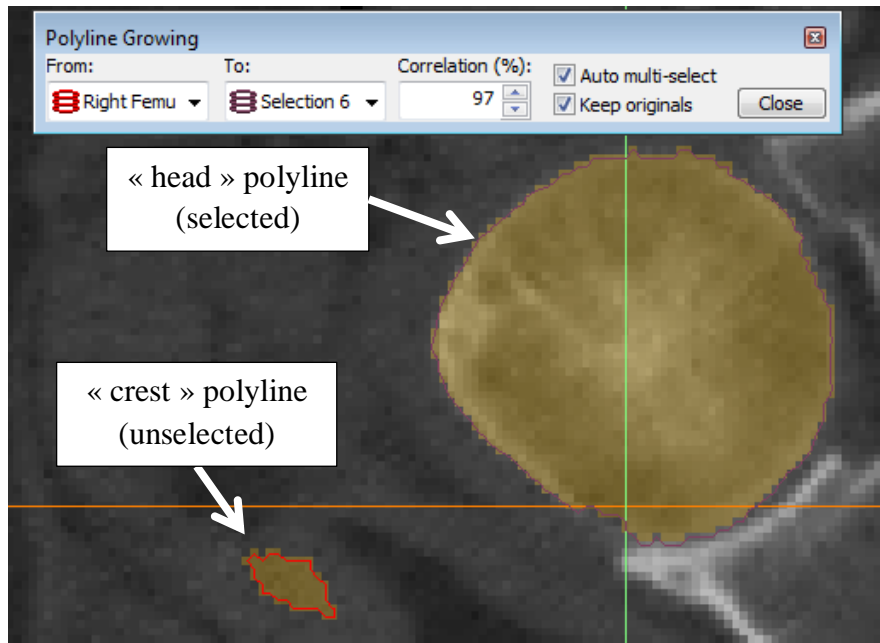 Polyline Growing
From: To: Correlation (%):
Right Femu Selection 6 97 Auto multi-select
Keep originals Close
« head » polyline
(selected)
« crest » polyline
(unselected)